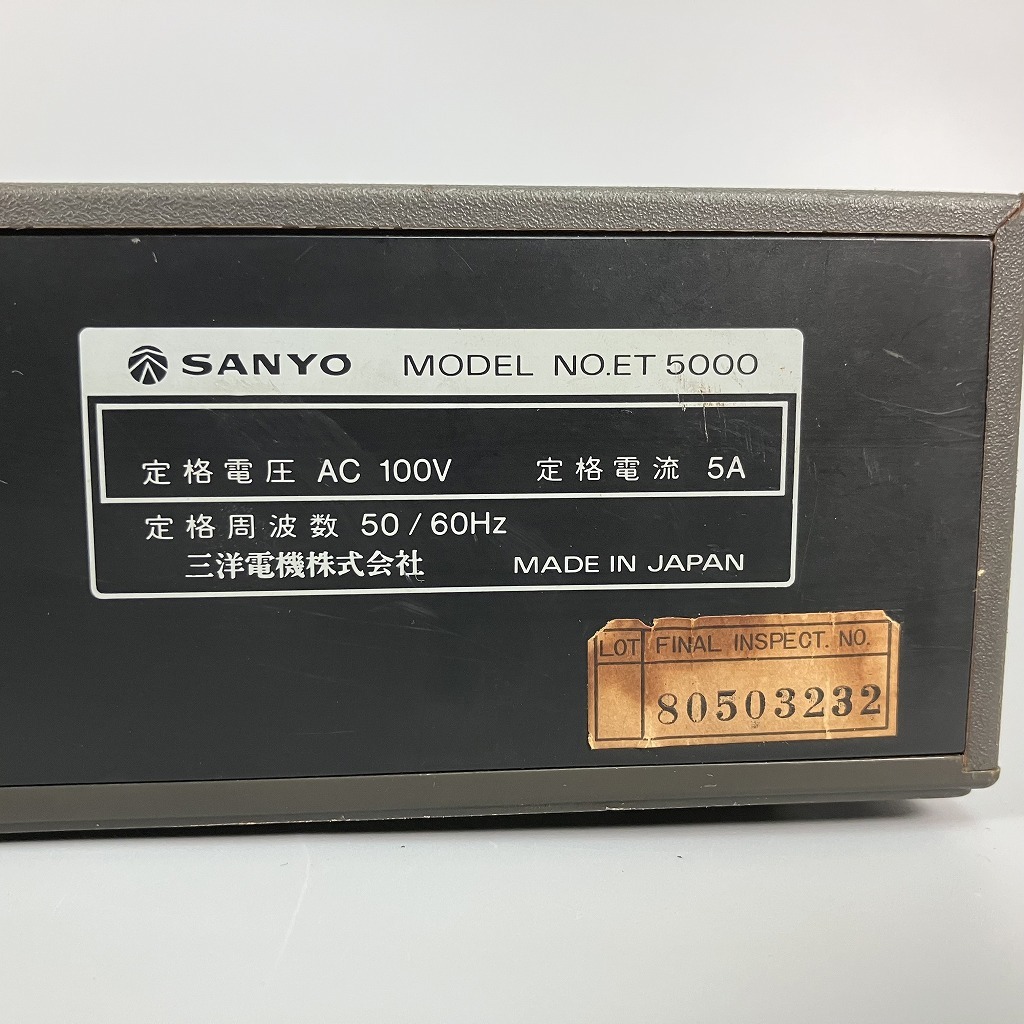 SANYO MODEL NO.ET 5000
定格電圧 AC 100V 定格電流 5A
定格周波数 50 / 60Hz
三洋電機株式会社 MADE IN JAPAN
LOT FINAL INSPECT. NO.
80503232